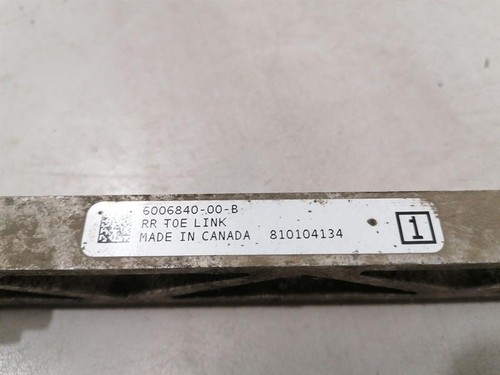 6006840-00-B
RR TOE LINK
MADE IN CANADA 810104134
1